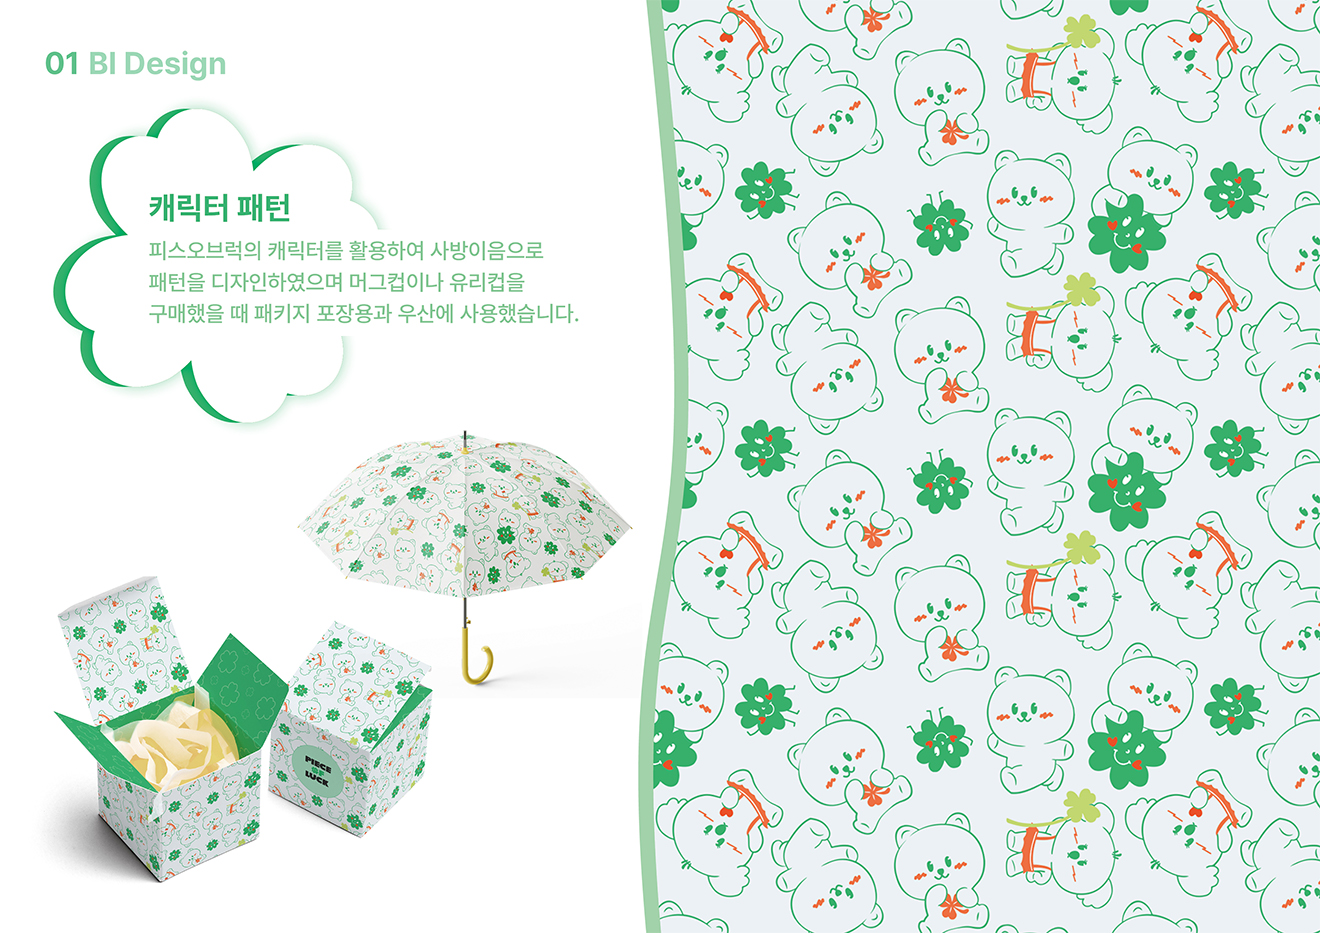 01 BI Design
캐릭터 패턴
피스오브럭의 캐릭터를 활용하여 사방이음으로
패턴을 디자인하였으며 머그컵이나 유리컵을
구매했을 때 패키지 포장용과 우산에 사용했습니다.
PIECE
OF
LUCK